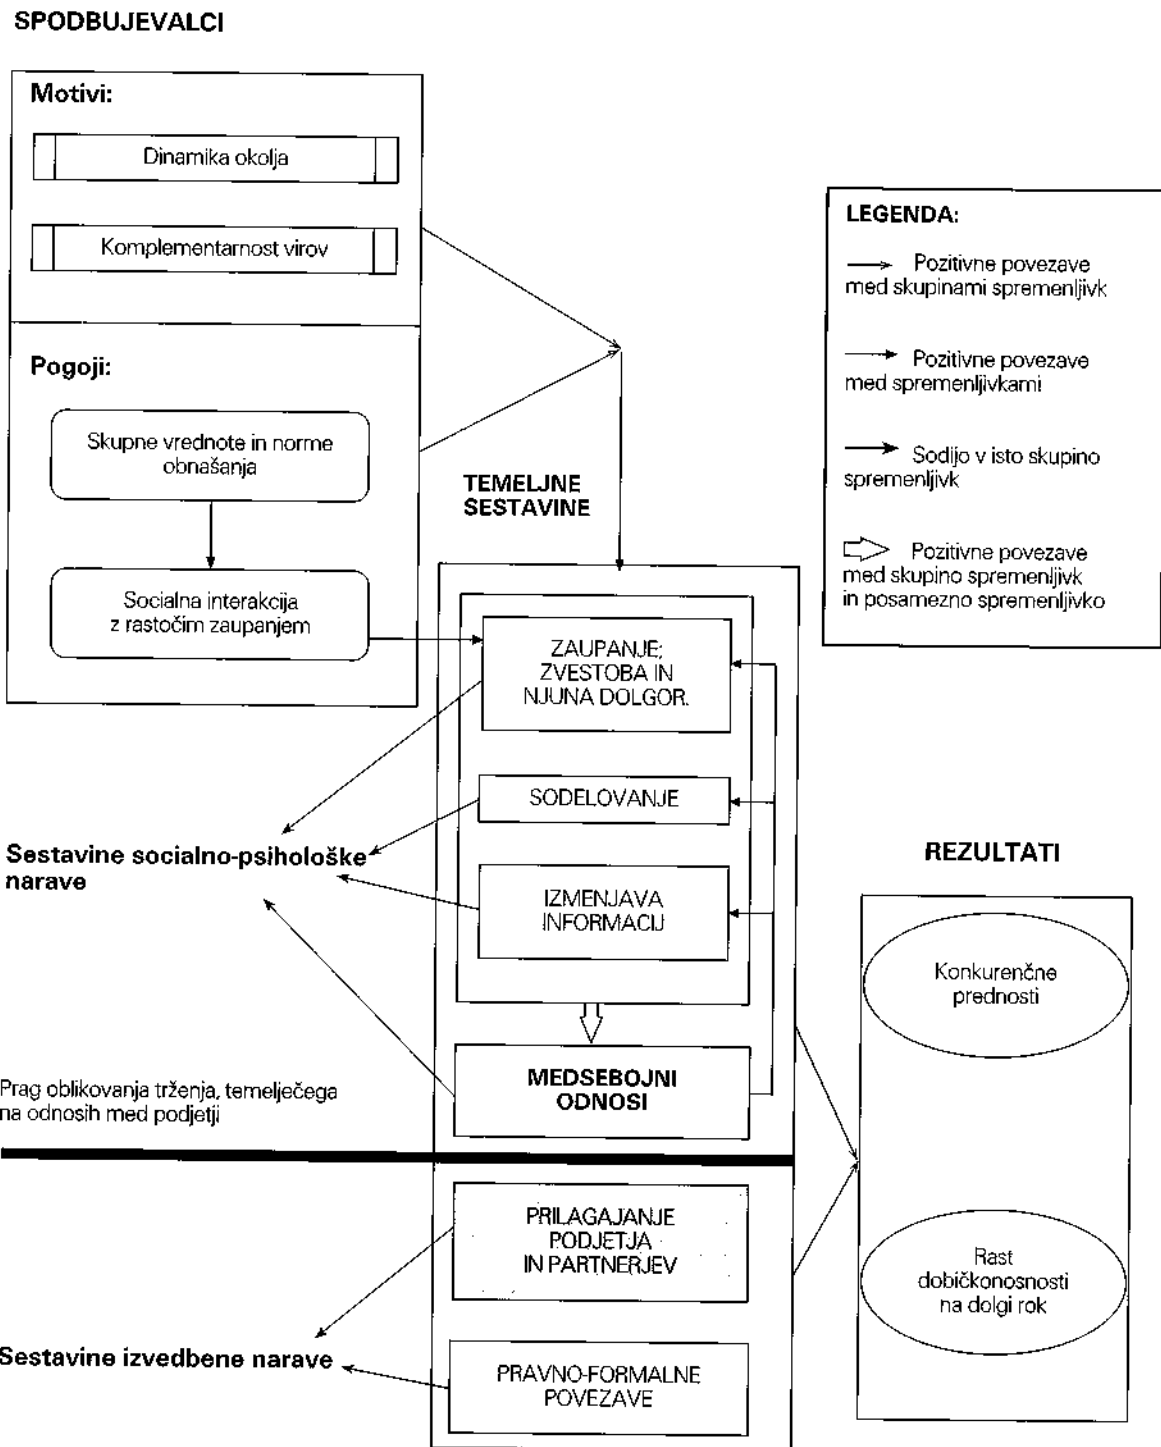 SPODBUJEVALCI
Motivi:
Dinamika okolja
Komplementarnost virov
Pogoji:
Skupne vrednote in norme
obnašanja
Socialna interakcija
z rastočim zaupanjem
LEGENDA:
Pozitivne povezave
med skupinami spremenljivk
Pozitivne povezave
med spremenljivkami
Sodijo v isto skupino
spremenljivk
Pozitivne povezave
med skupino spremenljivk
in posamezno spremenljivko
TEMELJNE
SESTAVINE
ZAUPANJE;
ZVESTOBA IN
NJUNA DOLGOR.
SODELOVANJE
IZMENJAVA
INFORMACIJ
MEDSEBOJNI
ODNOSI
Sestavine socialno-psihološke
narave
Prag oblikovanja trženja, temelječega
na odnosih med podjetji
PRILAGAJANJE
PODJETJA
IN PARTNERJEV
PRAVNO-FORMALNE
POVEZAVE
Sestavine izvedbene narave
REZULTATI
Konkurenčne
prednosti
Rast
dobičkonosnosti
na dolgi rok